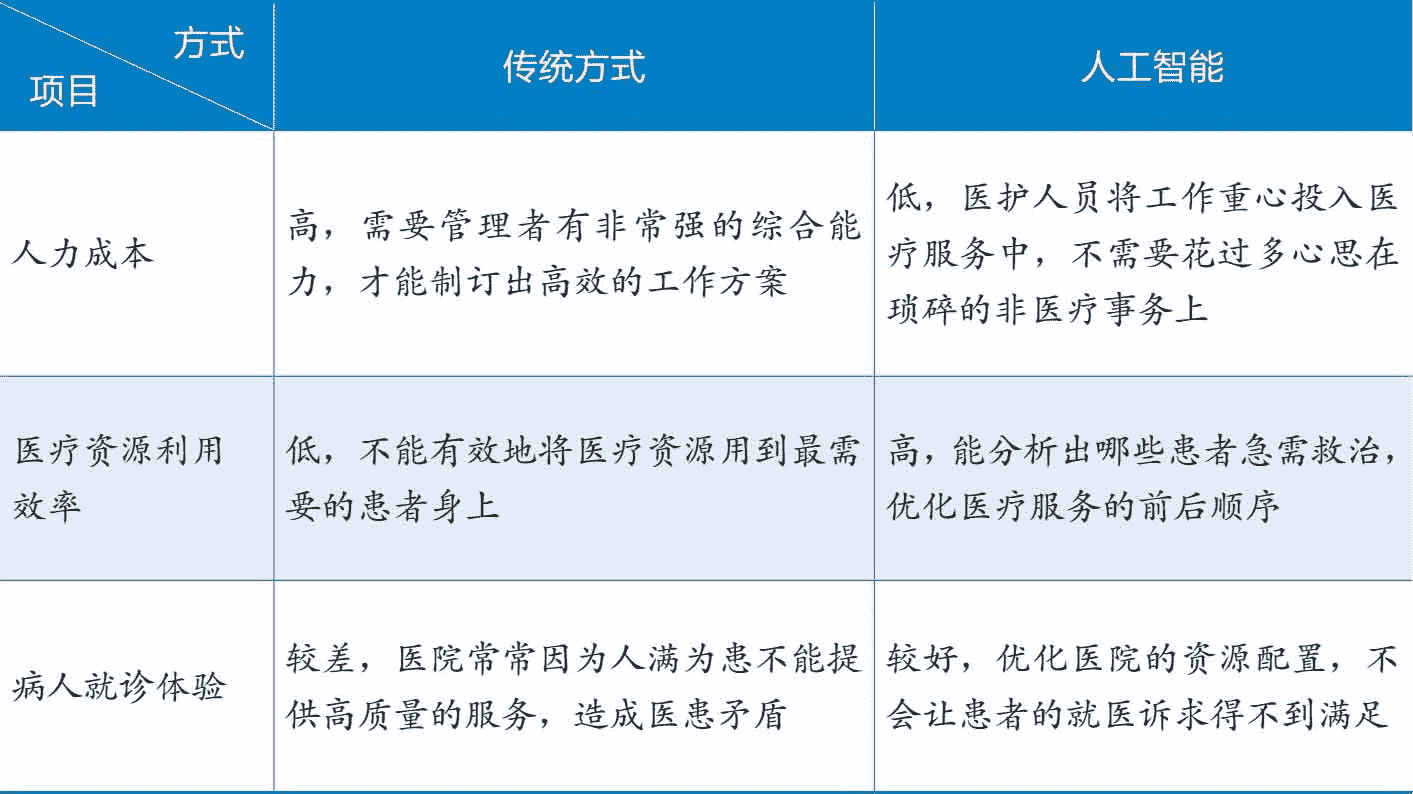 方式
项目
传统方式
人工智能
人力成本
高，需要管理者有非常强的综合能
力，才能制订出高效的工作方案
低，医护人员将工作重心投入医
疗服务中，不需要花过多心思在
琐碎的非医疗事务上
医疗资源利用
效率
低，不能有效地将医疗资源用到最需
要的患者身上
高，能分析出哪些患者急需救治，
优化医疗服务的前后顺序
病人就诊体验
较差，医院常常因为人满为患不能提
供高质量的服务，造成医患矛盾
较好，优化医院的资源配置，不
会让患者的就医诉求得不到满足